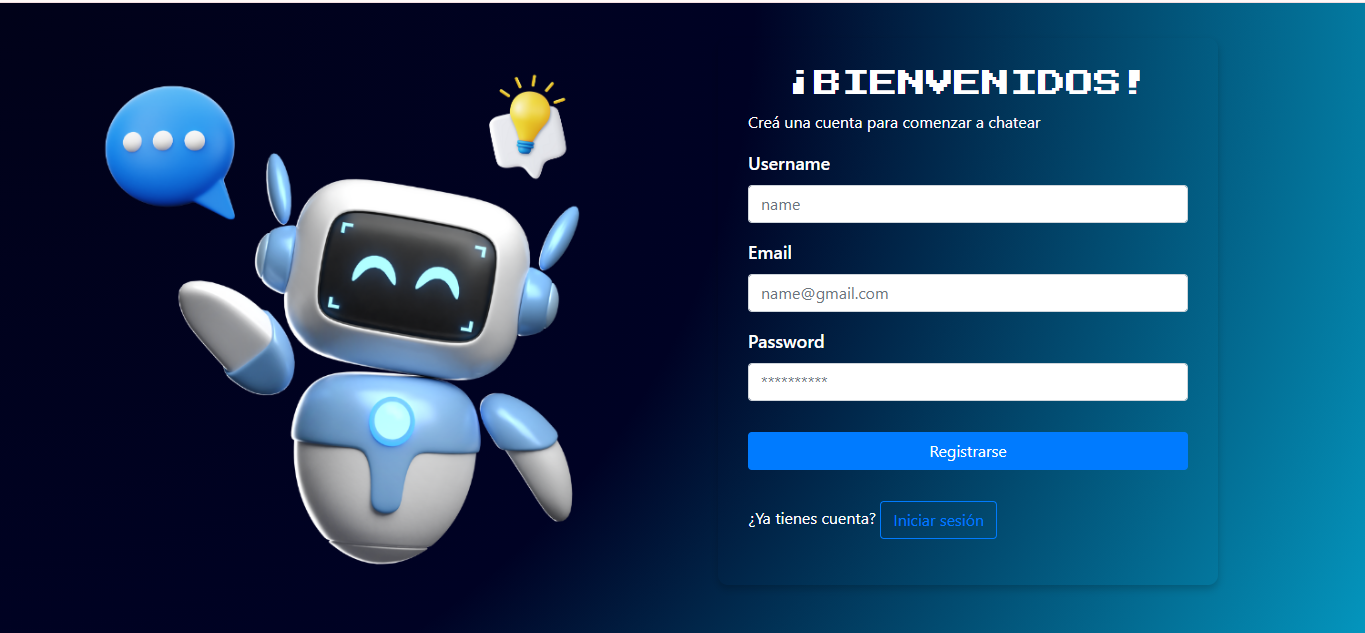 ¡BIENVENIDOS!
Creá una cuenta para comenzar a chatear
Username
name
Email
name@gmail.com
Password
**********
Registrarse
¿Ya tienes cuenta? Iniciar sesión